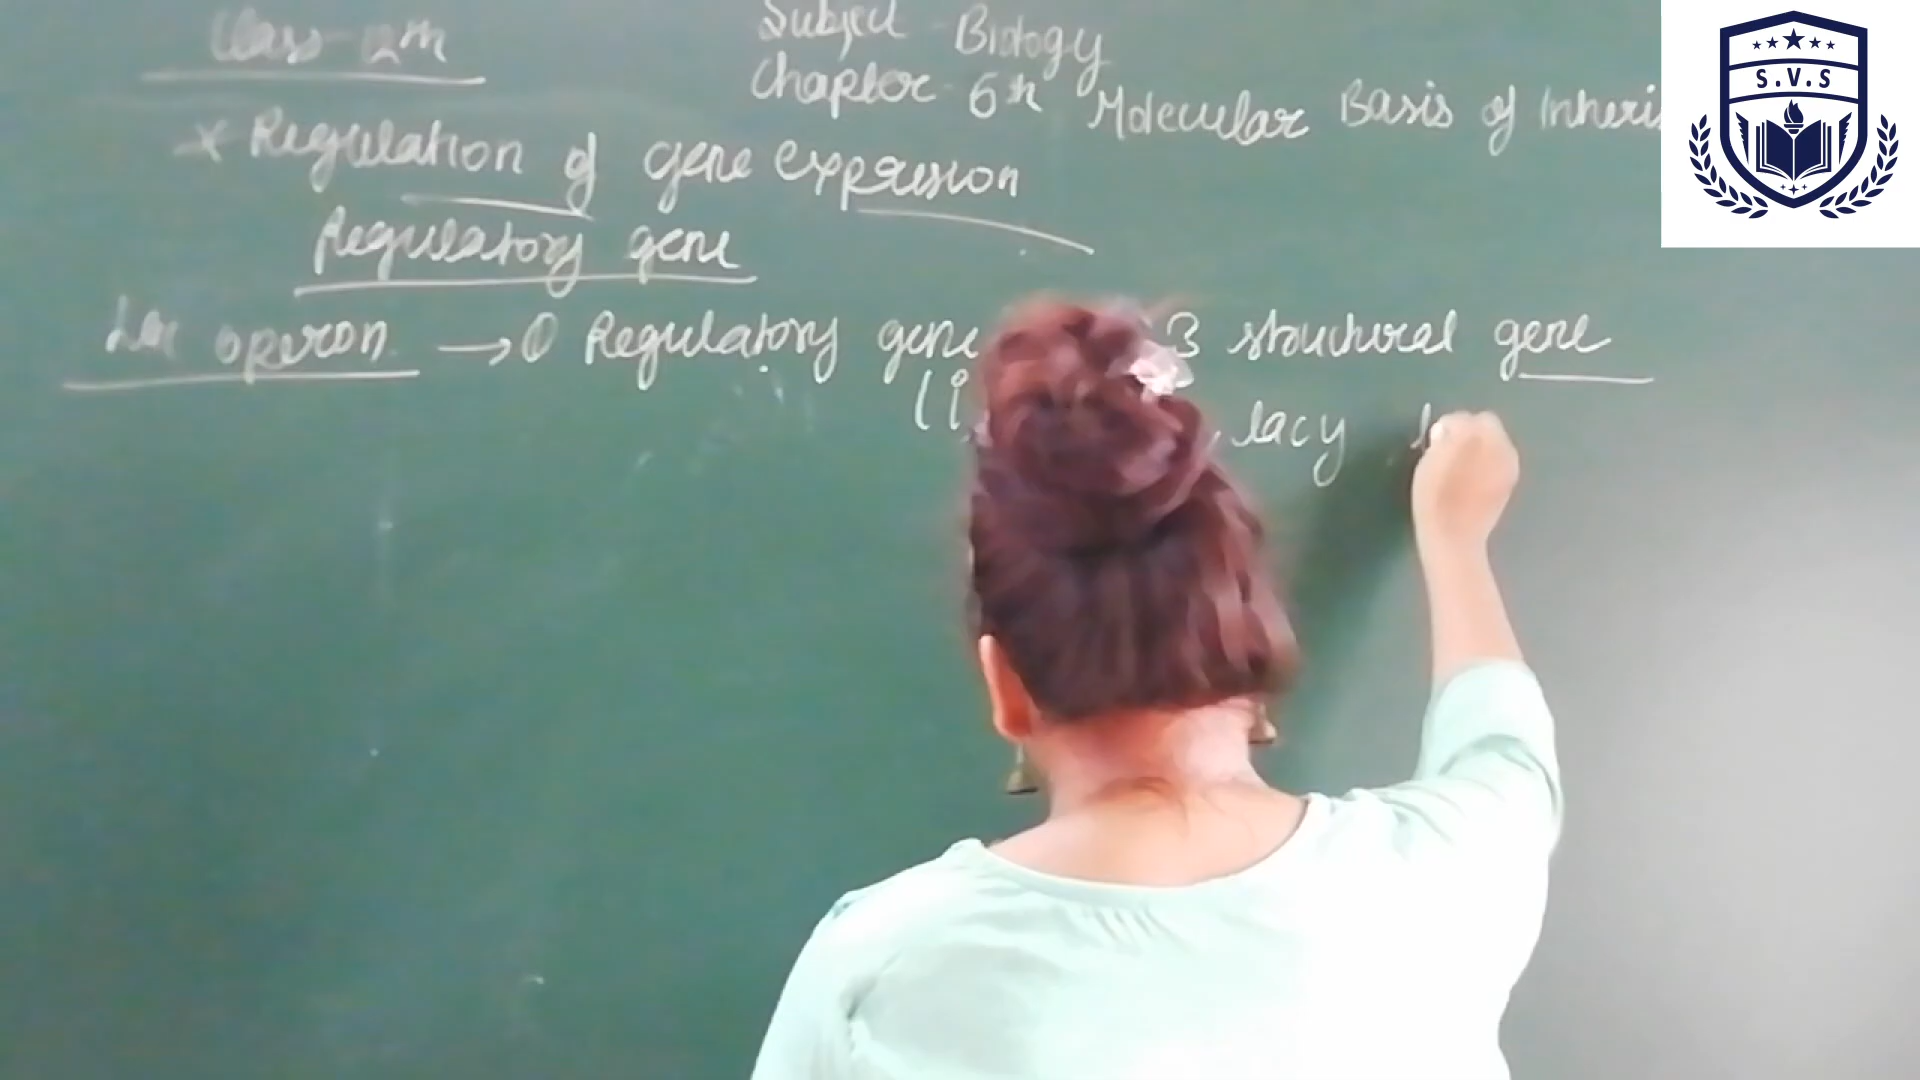 Class - 12th
Subject - Biology
Chapter - 6th Molecular Basis of Inheri
* Regulation of gene expression
Regulatory gene
Lac operon → Regulatory gene 3 structural gene
(i
, lacy
S.V.S